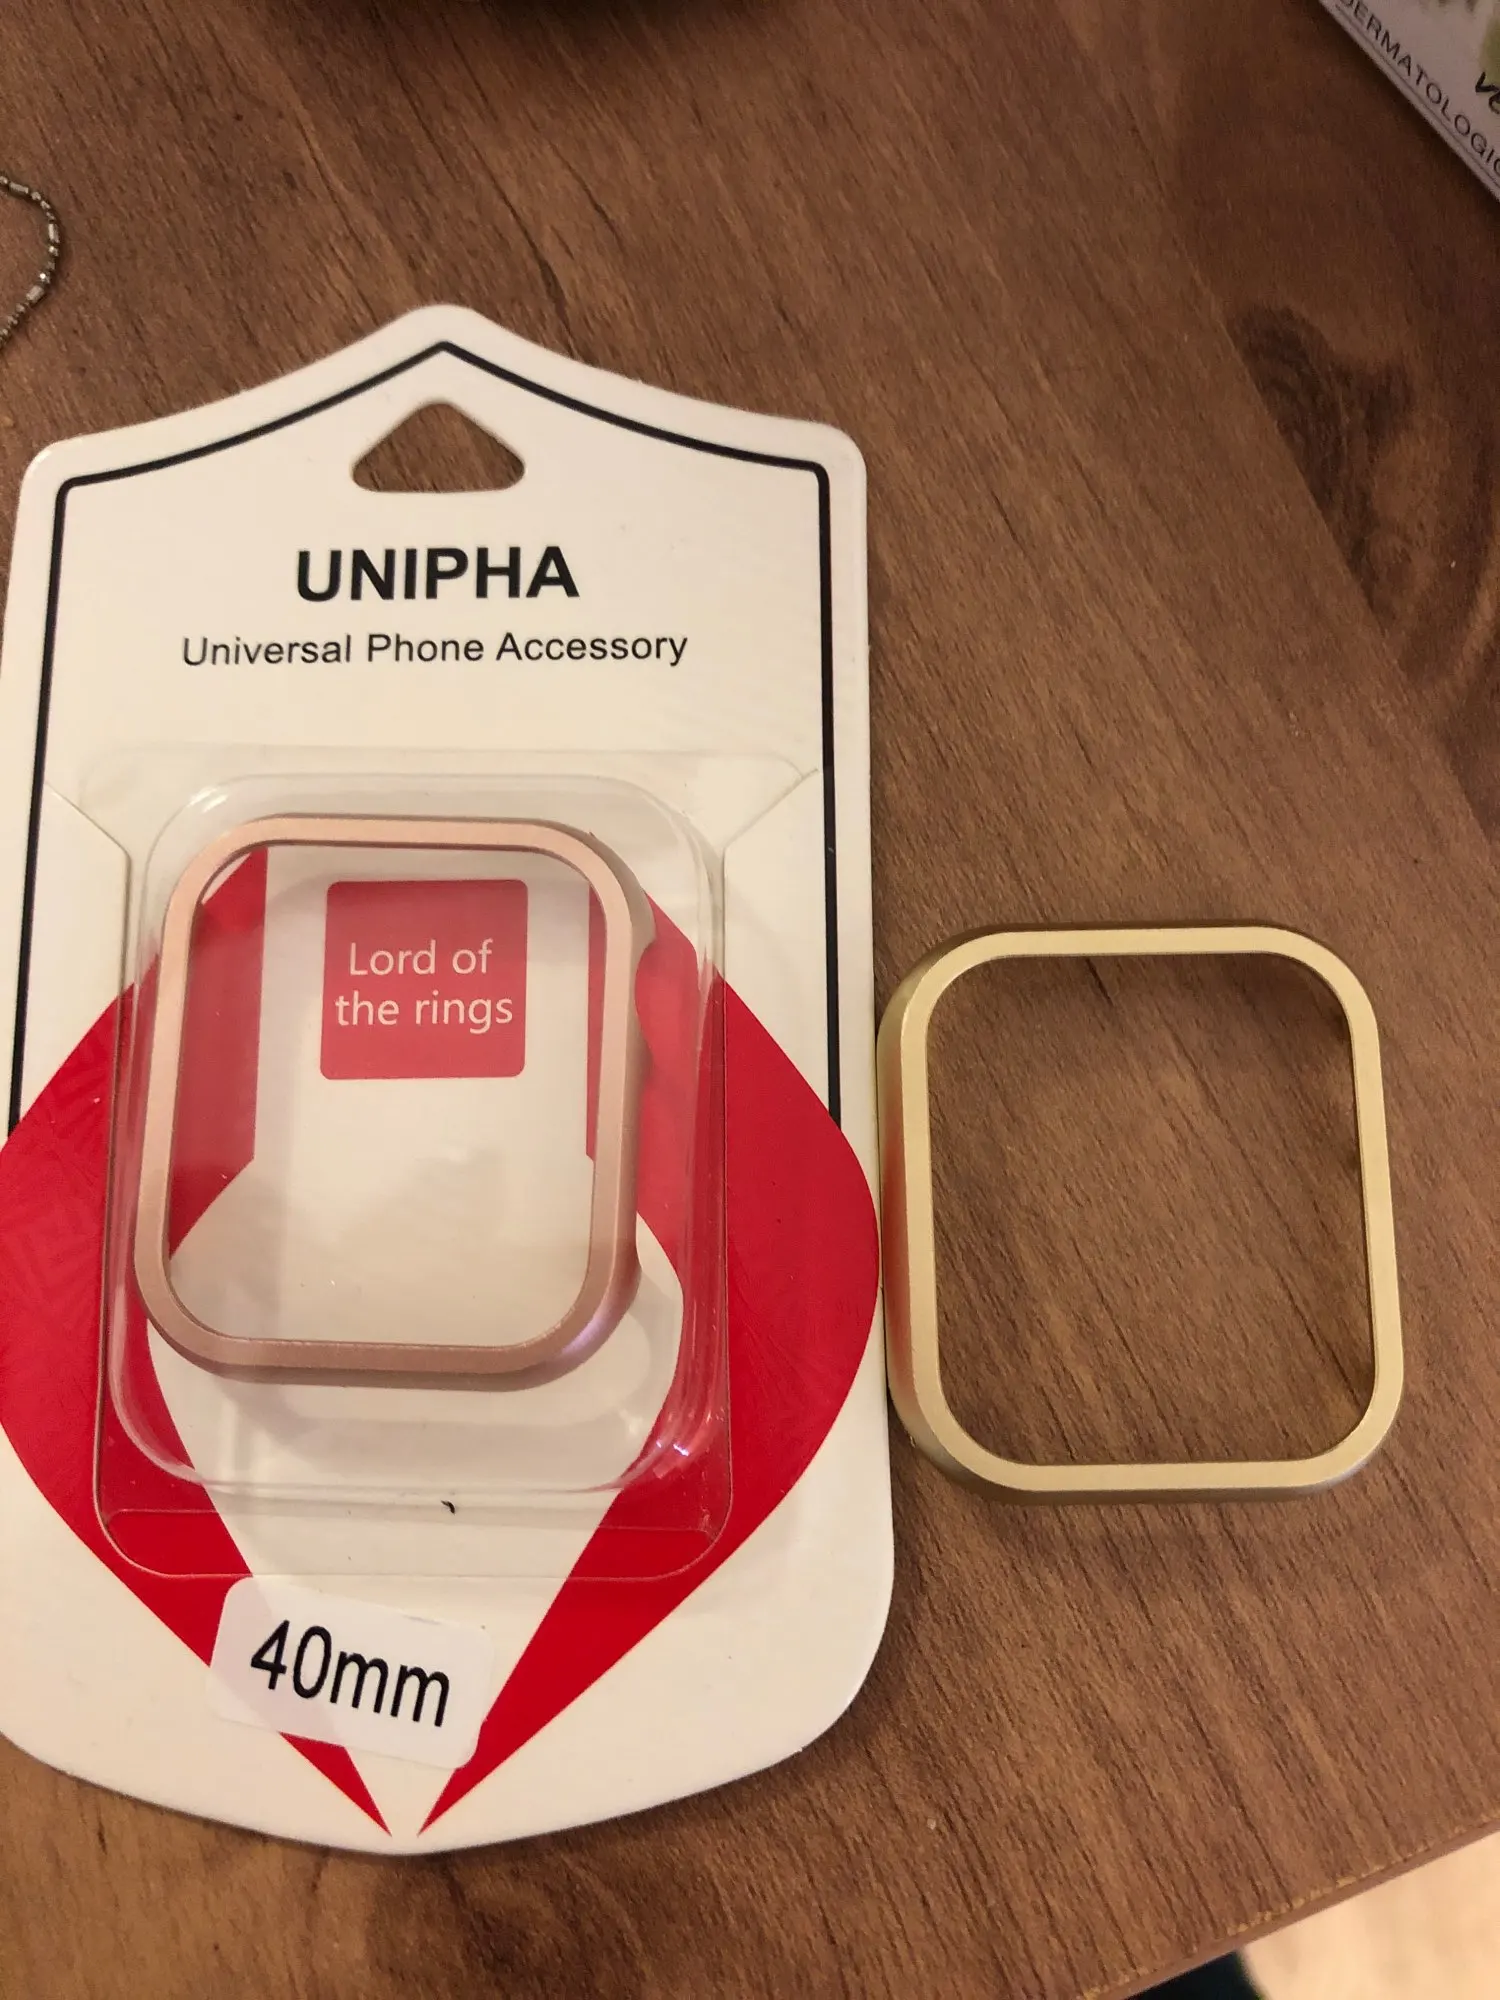 UNIPHA
Universal Phone Accessory
Lord of
the rings
40mm